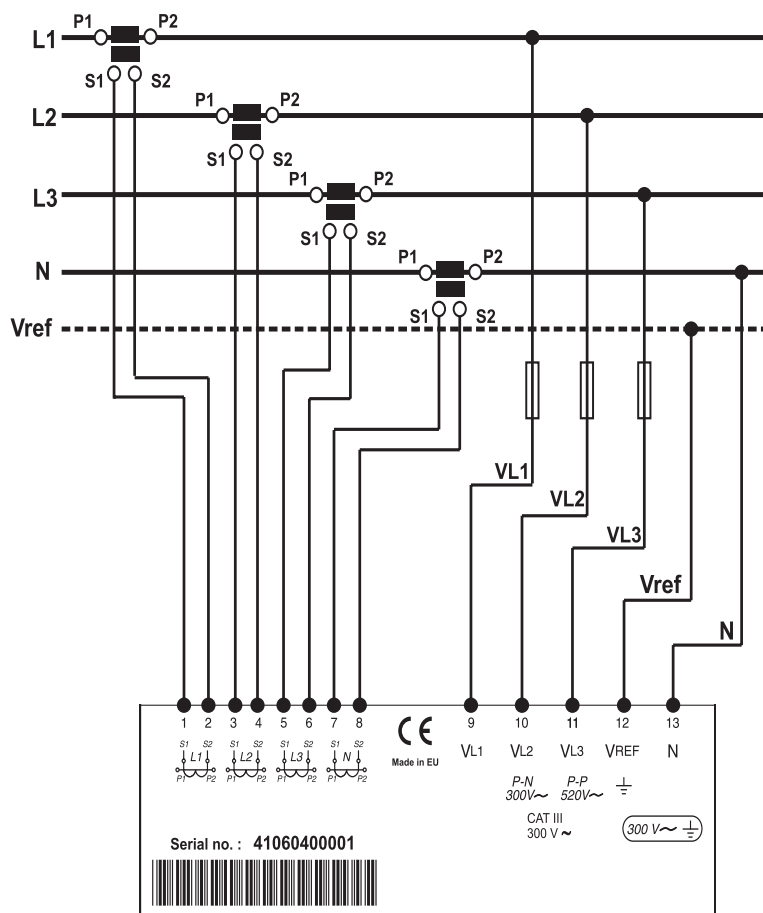 P1 P2
L1
S1 S2
P1 P2
L2
S1 S2
P1 P2
L3
S1 S2
P1 P2
N
S1 S2
Vref
VL1
VL2
VL3
Vref
N
1 2 3 4 5 6 7 8 9 10 11 12 13
S1 S2 S1 S2 S1 S2 S1 S2
L1 L2 L3 N
P1 P2 P1 P2 P1 P2 P1 P2
CE
Made in EU
VL1 VL2 VL3 VREF N
P-N P-P
300V~ 520V~
CAT III
300 V ~
300 V~
Serial no. : 41060400001